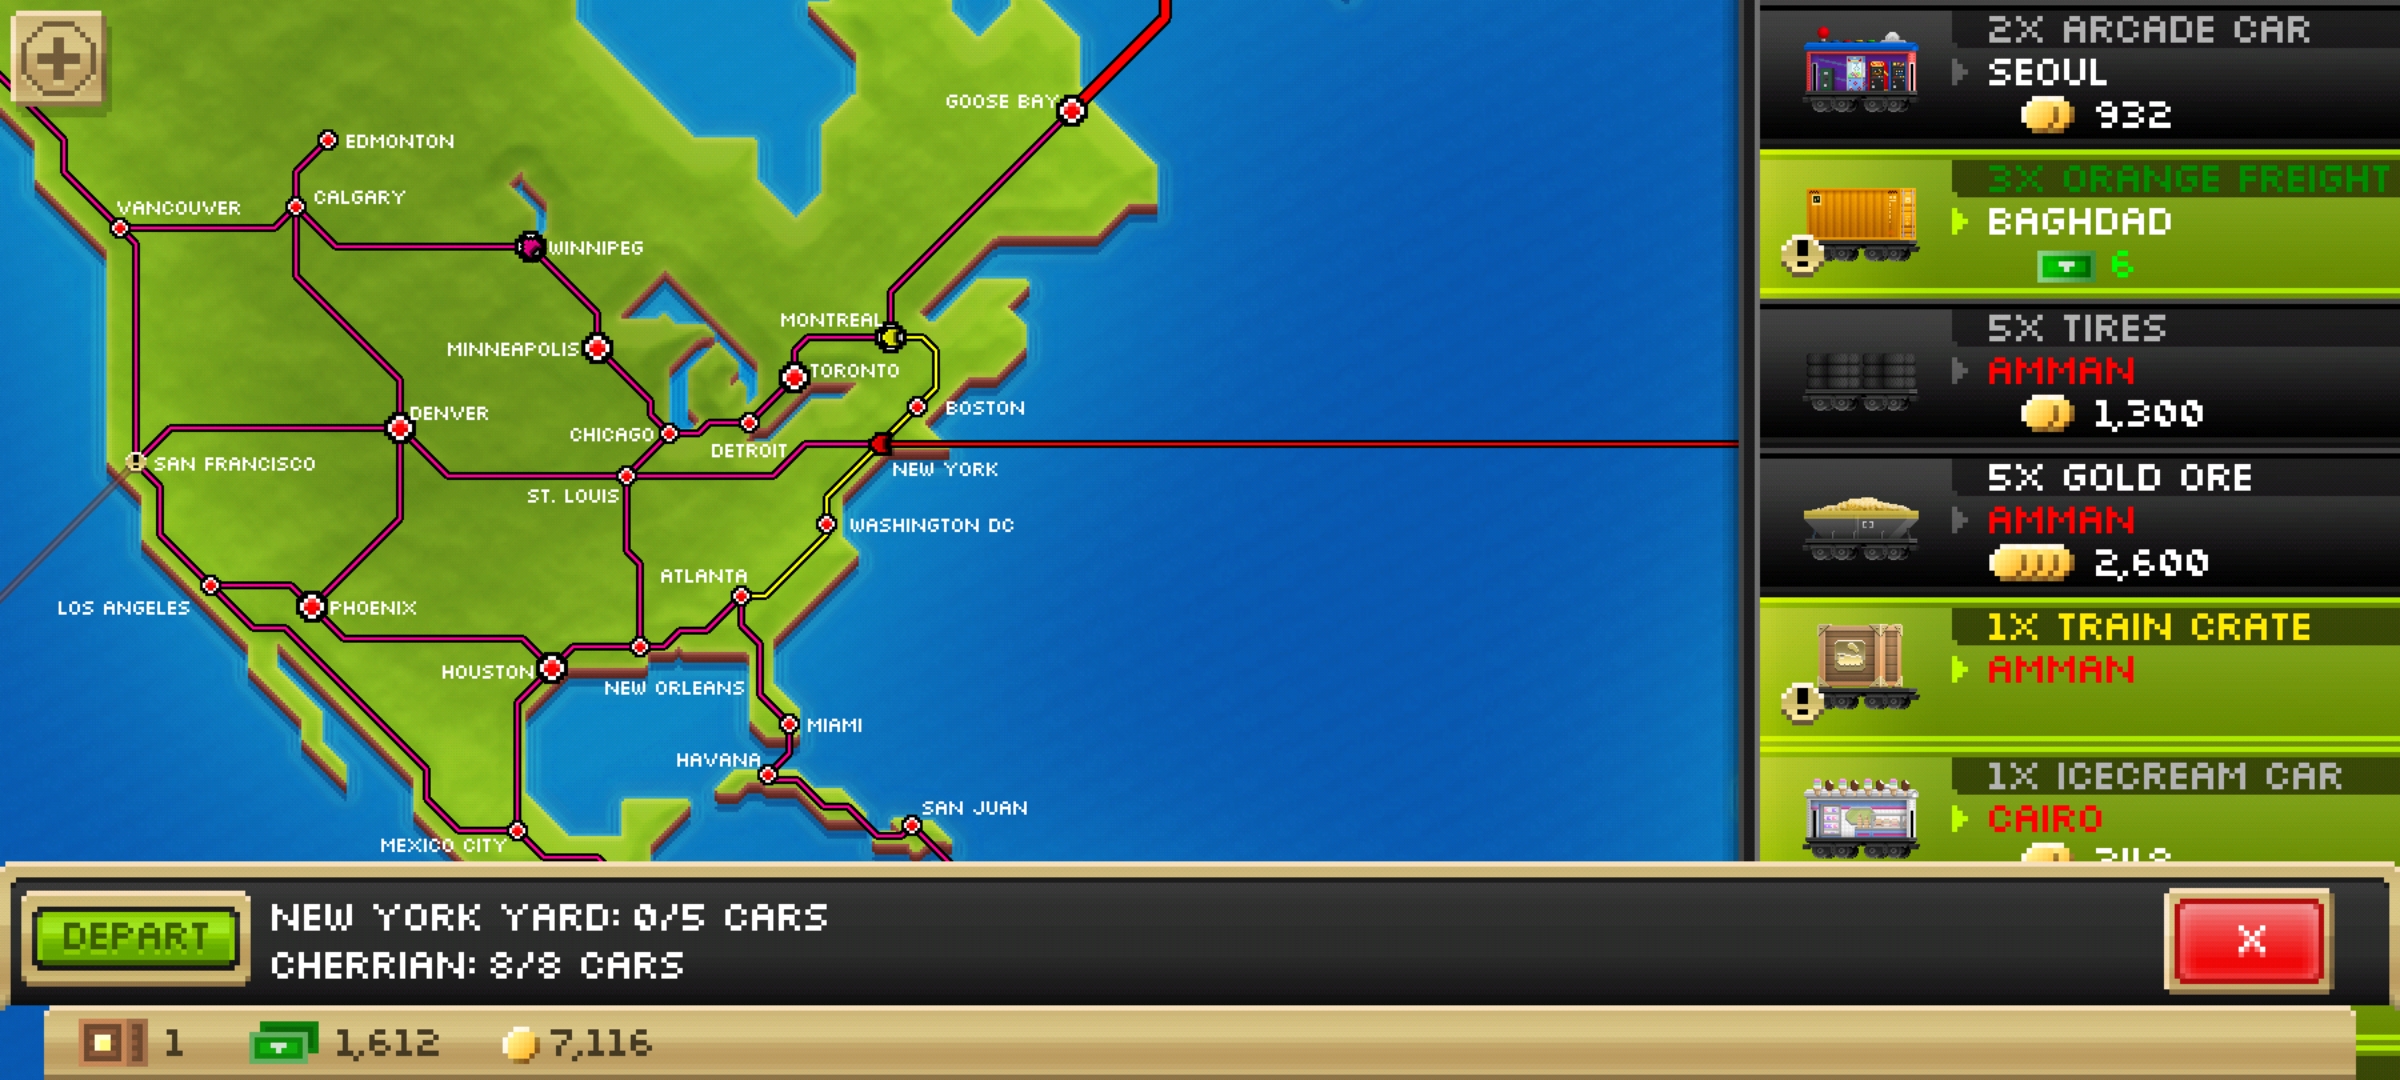 GOOSE BAY
EDMONTON
CALGARY
VANCOUVER
WINNIPEG
MONTREAL
MINNEAPOLIS
TORONTO
DENVER
BOSTON
CHICAGO
DETROIT
SAN FRANCISCO
NEW YORK
ST. LOUIS
WASHINGTON DC
ATLANTA
LOS ANGELES
PHOENIX
HOUSTON
NEW ORLEANS
MIAMI
HAVANA
SAN JUAN
MEXICO CITY
2X ARCADE CAR
SEOUL
932
3X ORANGE FREIGHT
BAGHDAD
6
5X TIRES
AMMAN
1,300
5X GOLD ORE
AMMAN
2,600
1X TRAIN CRATE
AMMAN
1X ICECREAM CAR
CAIRO
DEPART
NEW YORK YARD: 0/5 CARS
CHERRIAN: 8/8 CARS
X
1
1,612
7,116